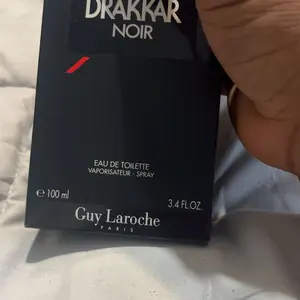 DRAKKAR
NOIR
EAU DE TOILETTE
VAPORISATEUR - SPRAY
℮ 100 ml
3.4 FL.OZ.
Guy Laroche
PARIS